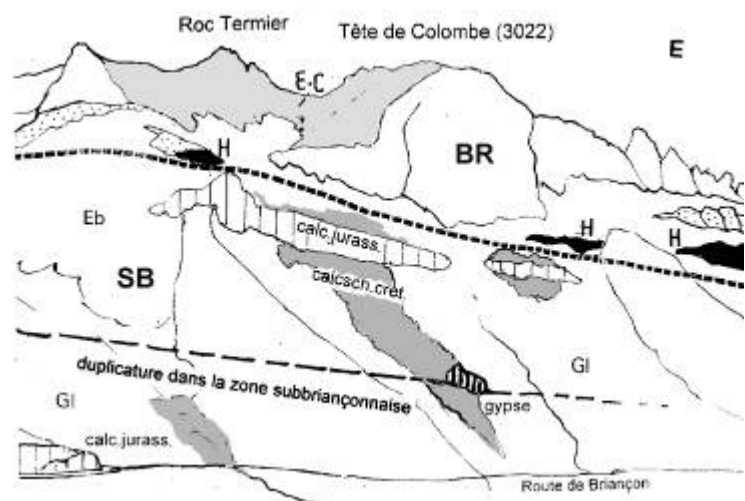 Roc Termier
Tête de Colombe (3022)
E
E-C
H
BR
Eb
calc.jurass.
H
H
SB
calcsch.cret.
Gl
duplicature dans la zone subbriançonnaise
Gl
gypse
calc.jurass.
Route de Briançon